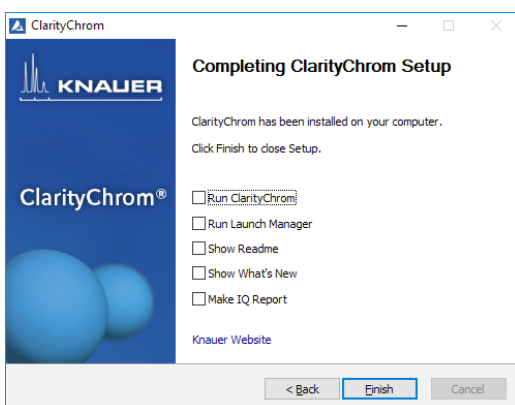 ClarityChrom
KNAUER
ClarityChrom®
Completing ClarityChrom Setup
ClarityChrom has been installed on your computer.
Click Finish to close Setup.
Run ClarityChrom
Run Launch Manager
Show Readme
Show What's New
Make IQ Report
Knauer Website
< Back
Finish
Cancel